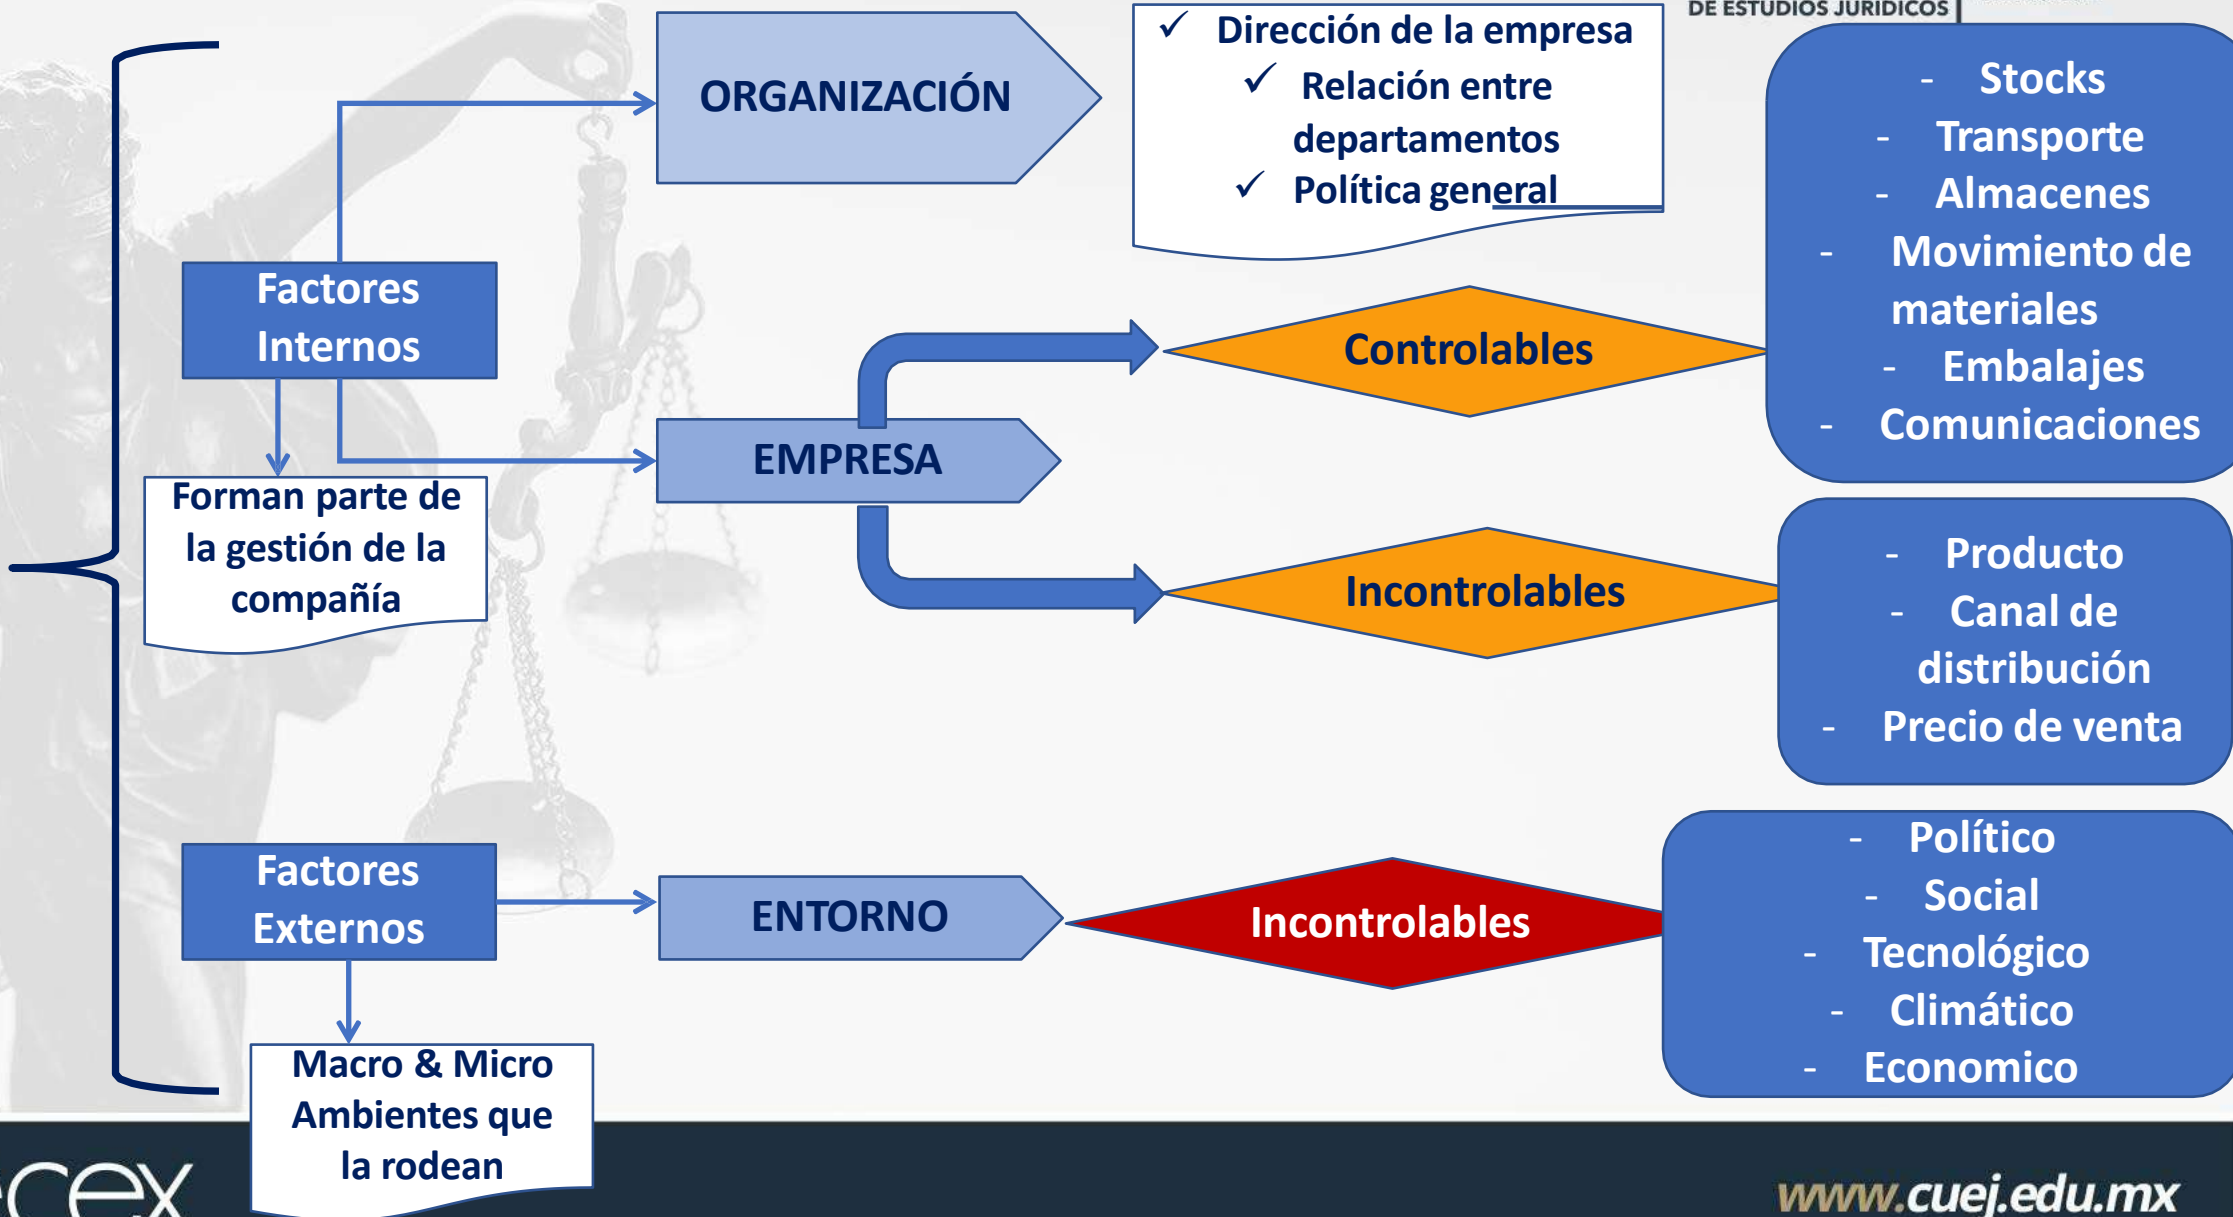 DE ESTUDIOS JURÍDICOS
ORGANIZACIÓN
✓ Dirección de la empresa
✓ Relación entre
departamentos
✓ Política general
- Stocks
- Transporte
- Almacenes
- Movimiento de
materiales
- Embalajes
- Comunicaciones
Factores
Internos
Controlables
EMPRESA
Forman parte de
la gestión de la
compañía
Incontrolables
- Producto
- Canal de
distribución
- Precio de venta
Factores
Externos
ENTORNO
Incontrolables
- Político
- Social
- Tecnológico
- Climático
- Economico
Macro & Micro
Ambientes que
la rodean
www.cuej.edu.mx